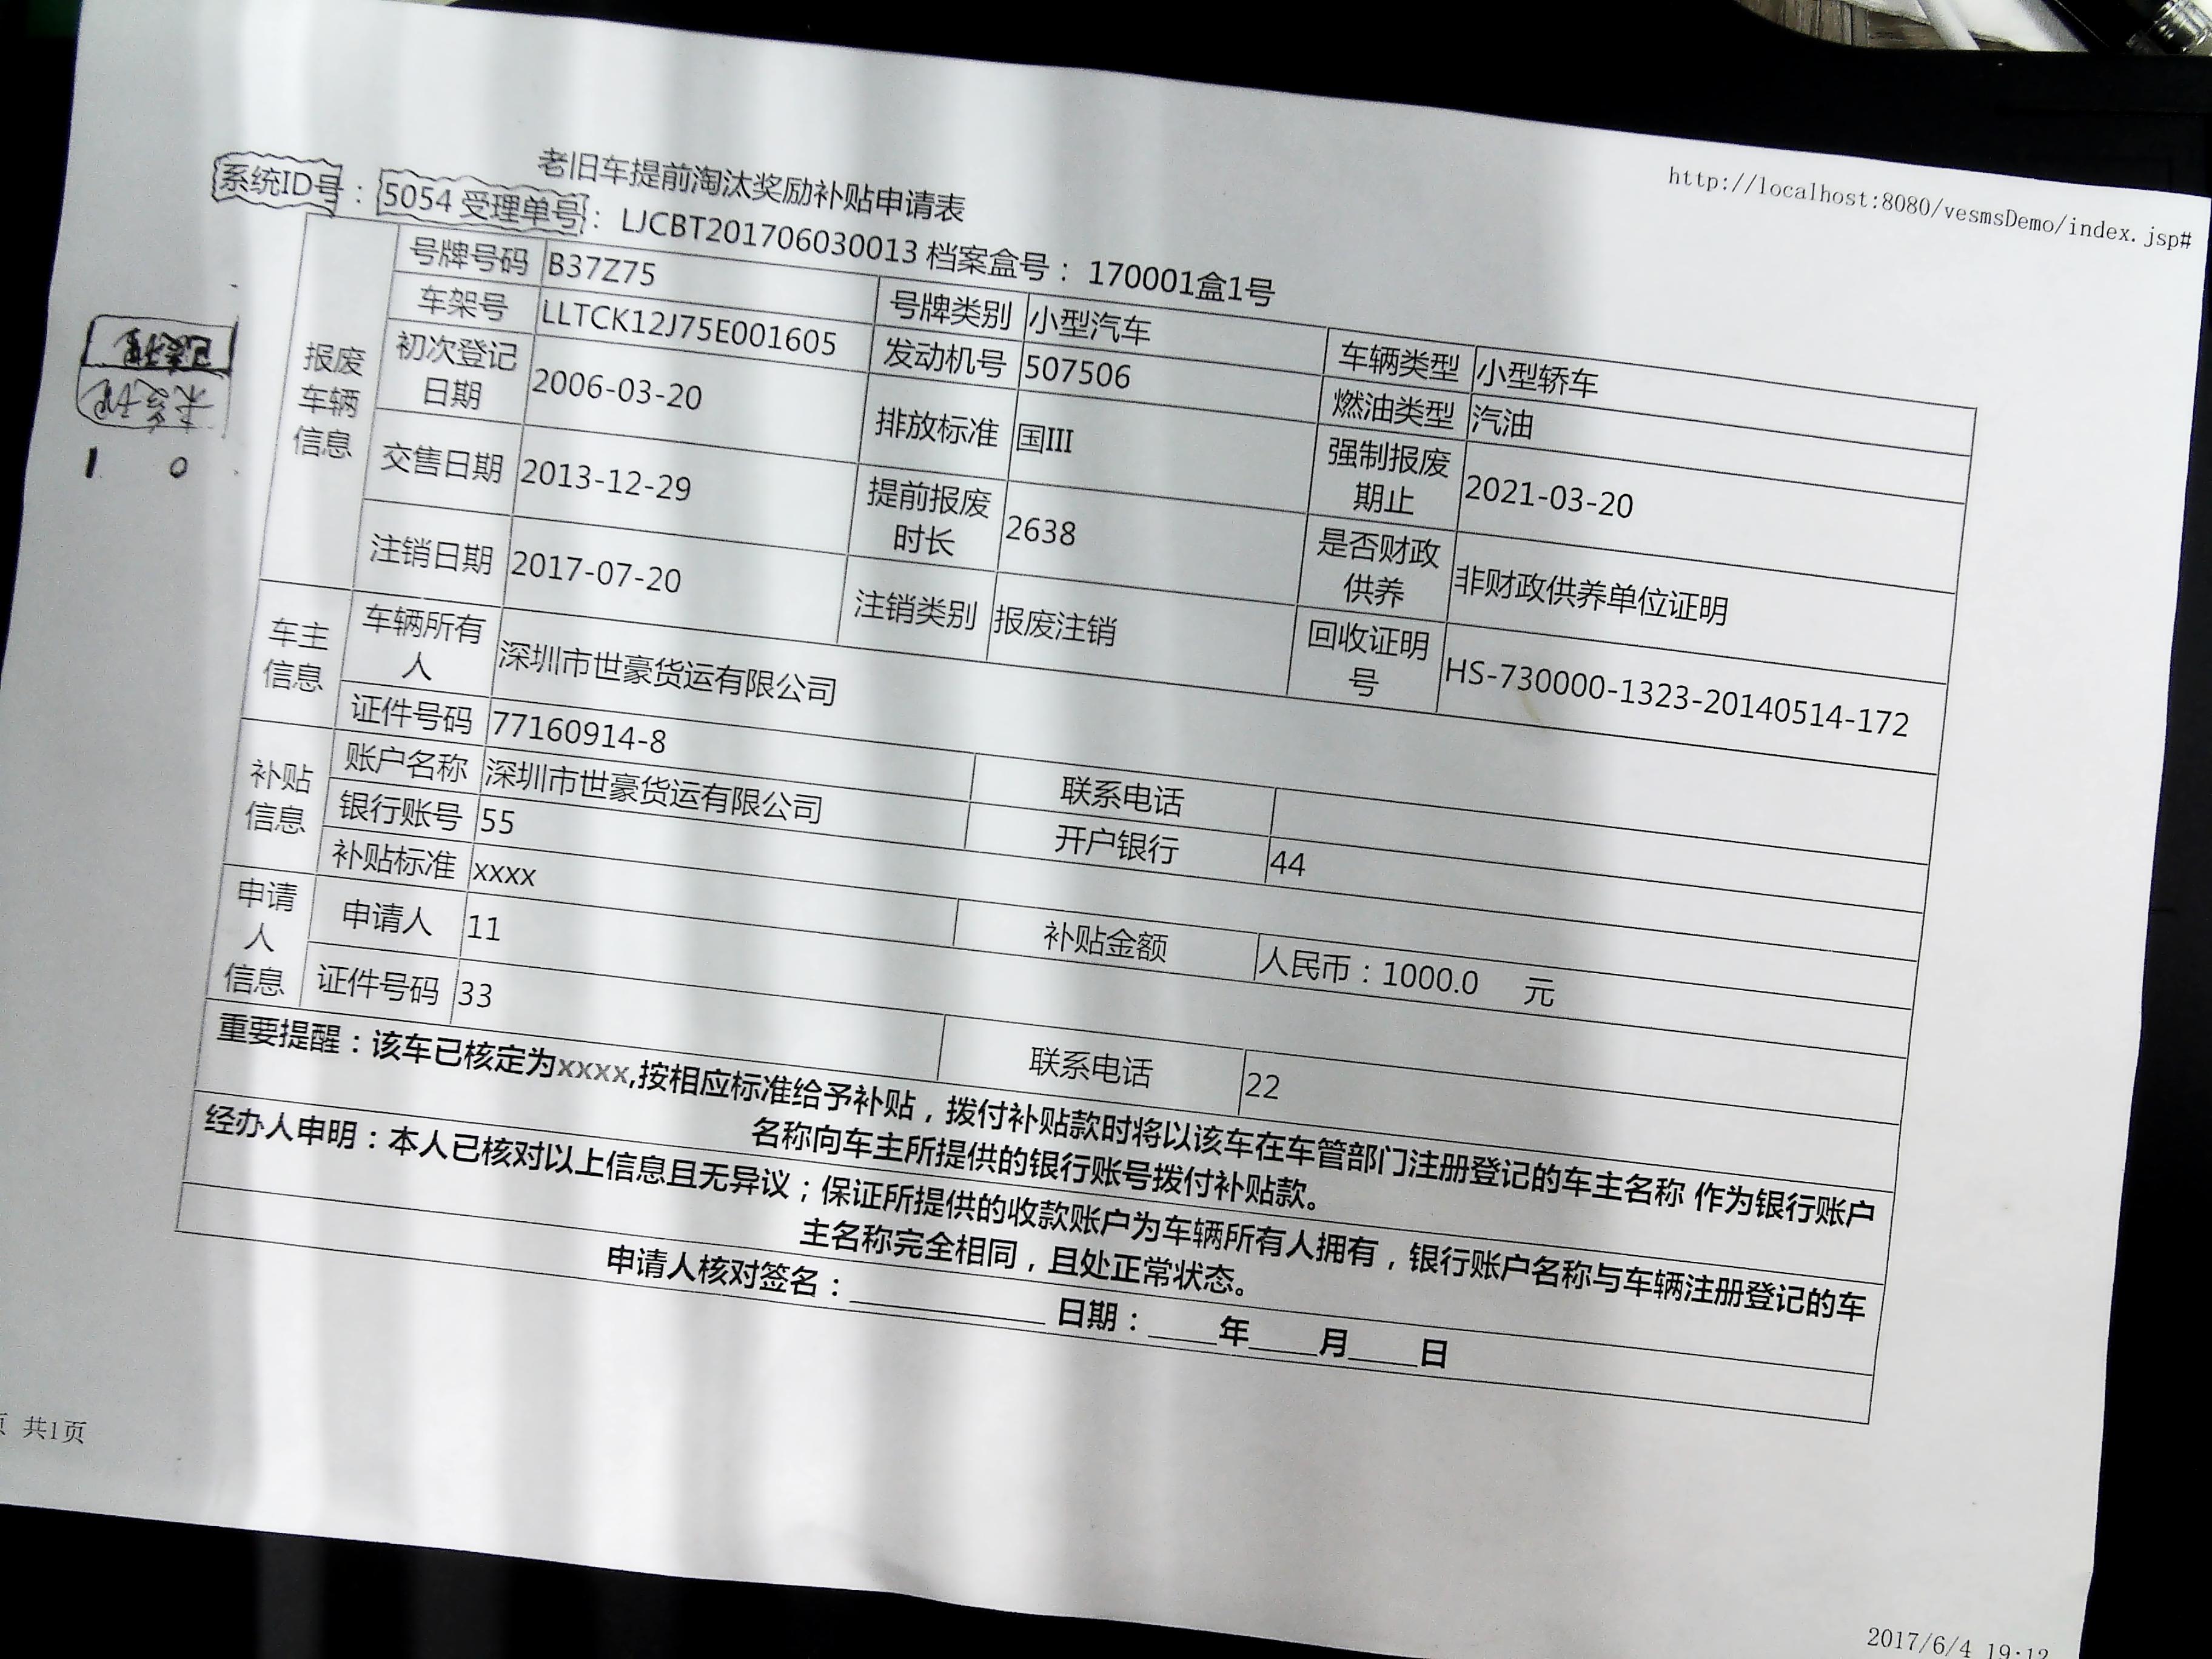 http://localhost:8080/vesmsDemo/index.jsp#
老旧车提前淘汰奖励补贴申请表
系统ID号：5054 受理单号：LJCBT201706030013 档案盒号：170001盒1号
报废车辆信息
号牌号码 B37Z75 号牌类别 小型汽车 车辆类型 小型轿车
车架号 LLTCK12J75E001605 发动机号 507506 燃油类型 汽油
初次登记日期 2006-03-20 排放标准 国III 强制报废期止 2021-03-20
交售日期 2013-12-29 提前报废时长 2638 是否财政供养 非财政供养单位证明
注销日期 2017-07-20 注销类别 报废注销 回收证明号 HS-730000-1323-20140514-172
车主信息
车辆所有人 深圳市世豪货运有限公司
证件号码 77160914-8 联系电话
补贴信息
账户名称 深圳市世豪货运有限公司 开户银行 44
银行账号 55
补贴标准 xxxx 补贴金额 人民币：1000.0 元
申请人信息
申请人 11
证件号码 33 联系电话 22
重要提醒：该车已核定为xxxx,按相应标准给予补贴，拨付补贴款时将以该车在车管部门注册登记的车主名称 作为银行账户
名称向车主所提供的银行账号拨付补贴款。
经办人申明：本人已核对以上信息且无异议；保证所提供的收款账户为车辆所有人拥有，银行账户名称与车辆注册登记的车
主名称完全相同，且处正常状态。
申请人核对签名：____________ 日期：____年____月____日
1 0
页 共1页
2017/6/4 19:12